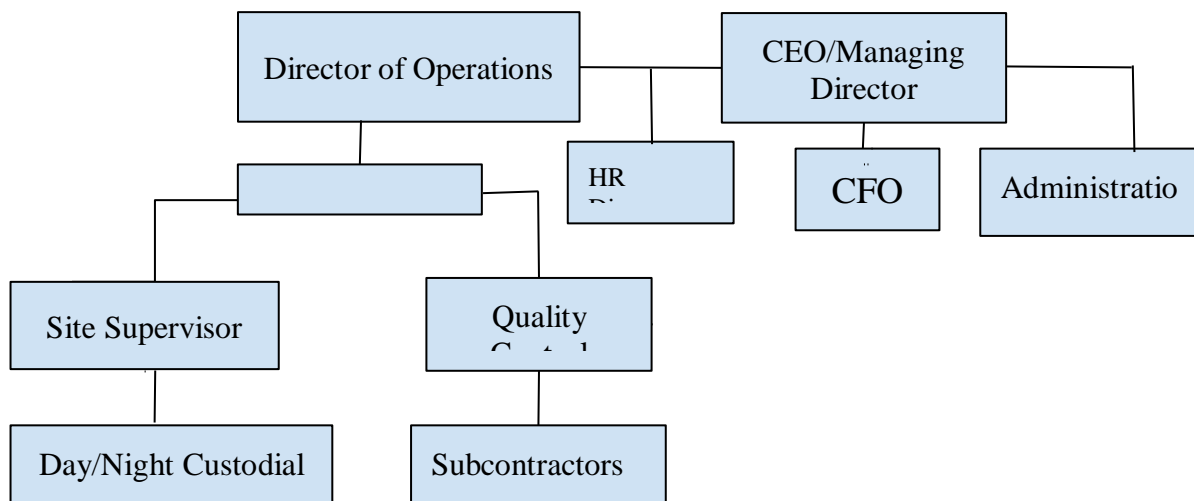 Director of Operations
CEO/Managing
Director
HR
CFO
Administratio
Site Supervisor
Quality
Day/Night Custodial
Subcontractors